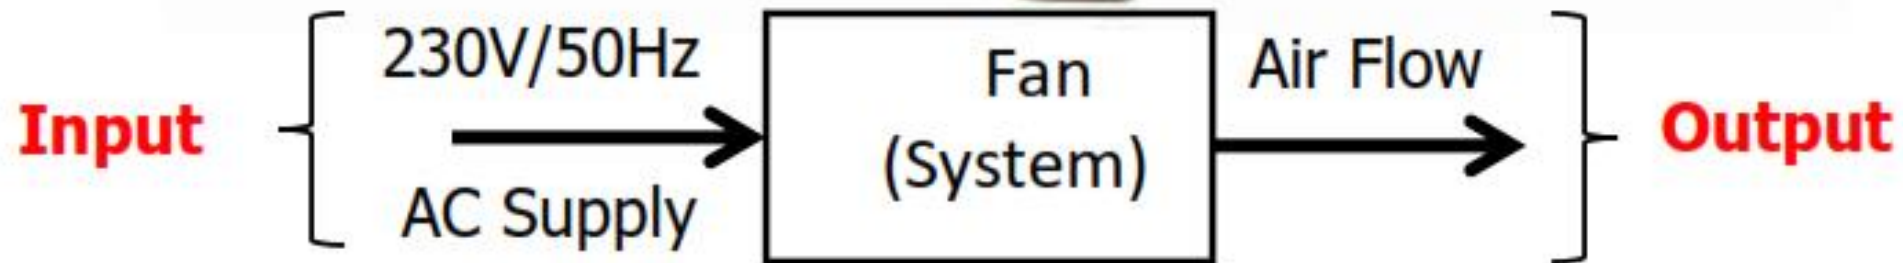 Input
230V/50Hz
AC Supply
Fan
(System)
Air Flow
Output